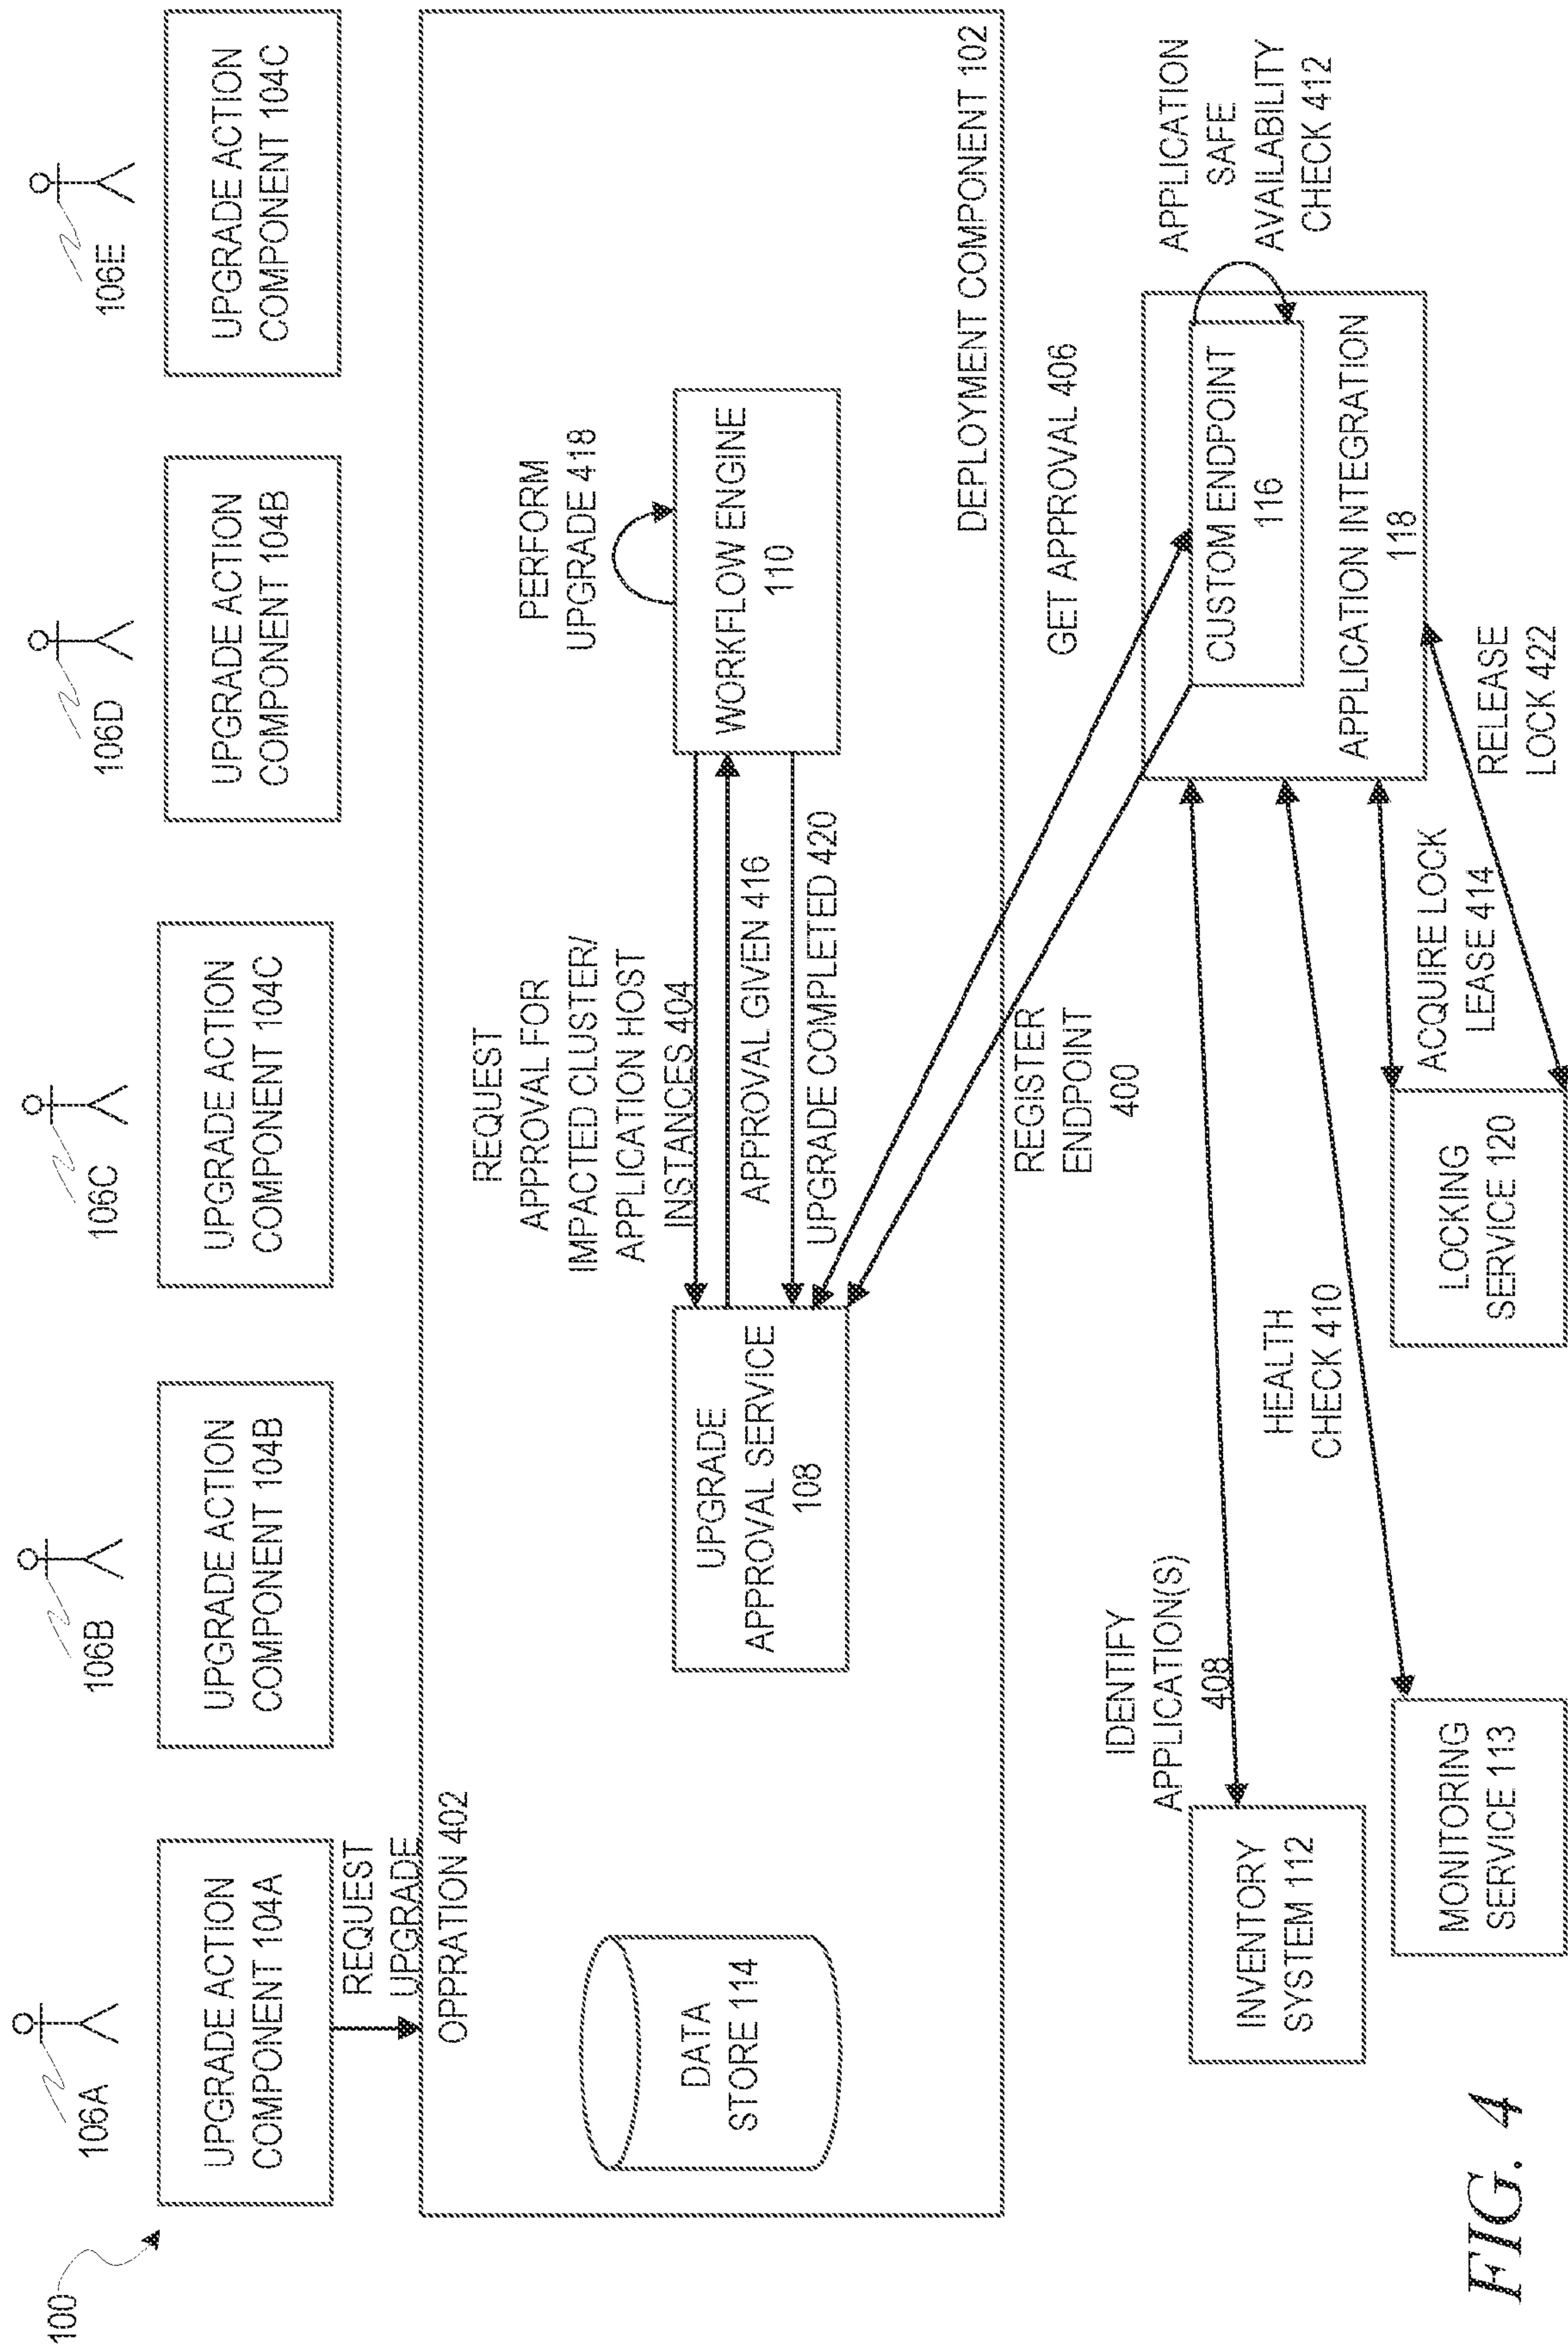 100
106A
106B
106C
106D
106E
UPGRADE ACTION
COMPONENT 104A
UPGRADE ACTION
COMPONENT 104B
UPGRADE ACTION
COMPONENT 104C
UPGRADE ACTION
COMPONENT 104B
UPGRADE ACTION
COMPONENT 104C
REQUEST
UPGRADE
OPPRATION 402
DATA
STORE 114
UPGRADE
APPROVAL SERVICE
108
REQUEST
APPROVAL FOR
IMPACTED CLUSTER/
APPLICATION HOST
INSTANCES 404
APPROVAL GIVEN 416
UPGRADE COMPLETED 420
PERFORM
UPGRADE 418
WORKFLOW ENGINE
110
DEPLOYMENT COMPONENT 102
REGISTER
ENDPOINT
400
GET APPROVAL 406
IDENTIFY
APPLICATION(S)
408
HEALTH
CHECK 410
INVENTORY
SYSTEM 112
MONITORING
SERVICE 113
LOCKING
SERVICE 120
ACQUIRE LOCK
LEASE 414
RELEASE
LOCK 422
CUSTOM ENDPOINT
116
APPLICATION INTEGRATION
118
APPLICATION
SAFE
AVAILABILITY
CHECK 412
FIG. 4